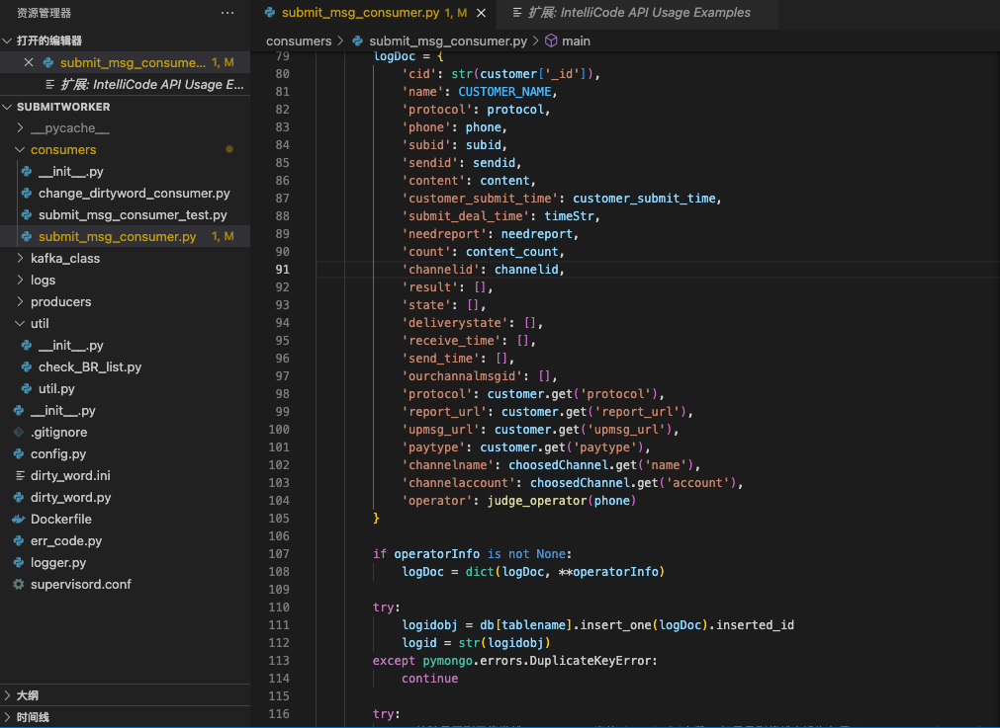 资源管理器 ···
打开的编辑器
submit_msg_consume... 1, M
扩展: IntelliCode API Usage E...
SUBMITWORKER
__pycache__
consumers
__init__.py
change_dirtyword_consumer.py
submit_msg_consumer_test.py
submit_msg_consumer.py 1, M
kafka_class
logs
producers
util
__init__.py
check_BR_list.py
util.py
__init__.py
.gitignore
config.py
dirty_word.ini
dirty_word.py
Dockerfile
err_code.py
logger.py
supervisord.conf
大纲
时间线
submit_msg_consumer.py 1, M
扩展: IntelliCode API Usage Examples
consumers > submit_msg_consumer.py > main
79 logDoc = {
80 'cid': str(customer['_id']),
81 'name': CUSTOMER_NAME,
82 'protocol': protocol,
83 'phone': phone,
84 'subid': subid,
85 'sendid': sendid,
86 'content': content,
87 'customer_submit_time': customer_submit_time,
88 'submit_deal_time': timeStr,
89 'needreport': needreport,
90 'count': content_count,
91 'channelid': channelid,
92 'result': [],
93 'state': [],
94 'deliverystate': [],
95 'receive_time': [],
96 'send_time': [],
97 'ourchannalmsgid': [],
98 'protocol': customer.get('protocol'),
99 'report_url': customer.get('report_url'),
100 'upmsg_url': customer.get('upmsg_url'),
101 'paytype': customer.get('paytype'),
102 'channelname': choosedChannel.get('name'),
103 'channelaccount': choosedChannel.get('account'),
104 'operator': judge_operator(phone)
105 }
106
107 if operatorInfo is not None:
108 logDoc = dict(logDoc, **operatorInfo)
109
110 try:
111 logidobj = db[tablename].insert_one(logDoc).inserted_id
112 logid = str(logidobj)
113 except pymongo.errors.DuplicateKeyError:
114 continue
115
116 try: